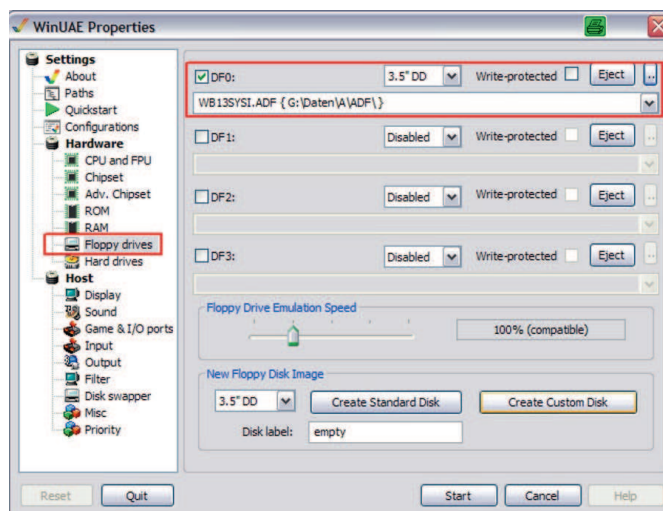 WinUAE Properties
Settings
About
Paths
Quickstart
Configurations
Hardware
CPU and FPU
Chipset
Adv. Chipset
ROM
RAM
Floppy drives
Hard drives
Host
Display
Sound
Game & I/O ports
Input
Output
Filter
Disk swapper
Misc
Priority
DF0: 3.5" DD Write-protected Eject ..
WB13SYSI.ADF { G:\Daten\A\ADF\ }
DF1: Disabled Write-protected Eject ..
DF2: Disabled Write-protected Eject ..
DF3: Disabled Write-protected Eject ..
Floppy Drive Emulation Speed
100% (compatible)
New Floppy Disk Image
3.5" DD Create Standard Disk Create Custom Disk
Disk label: empty
Reset Quit Start Cancel Help